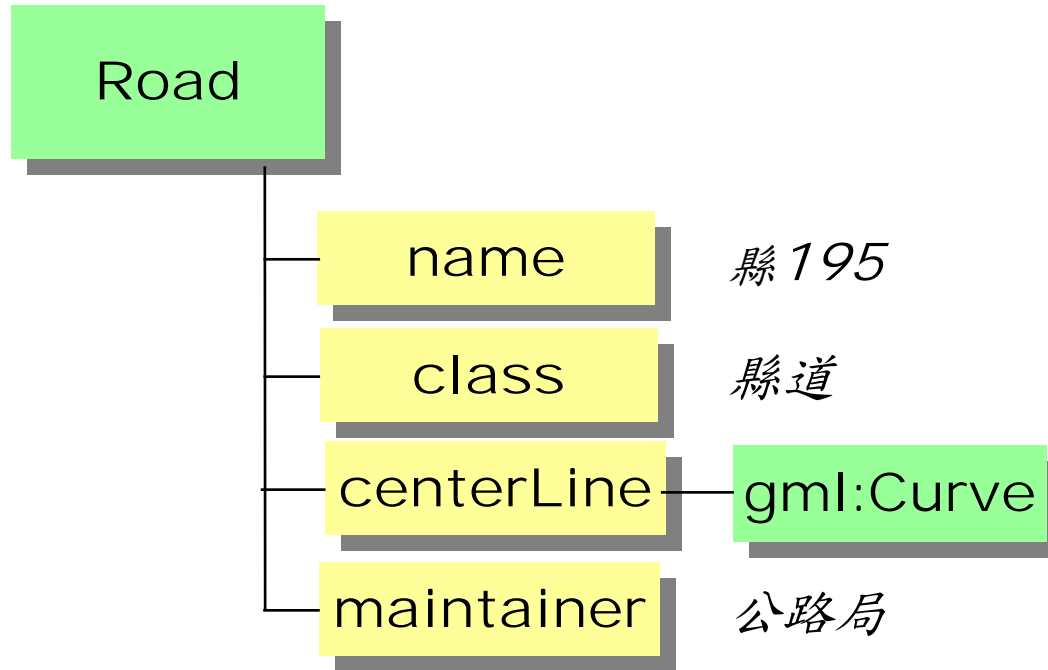 Road
name 縣195
class 縣道
centerLine gml:Curve
maintainer 公路局